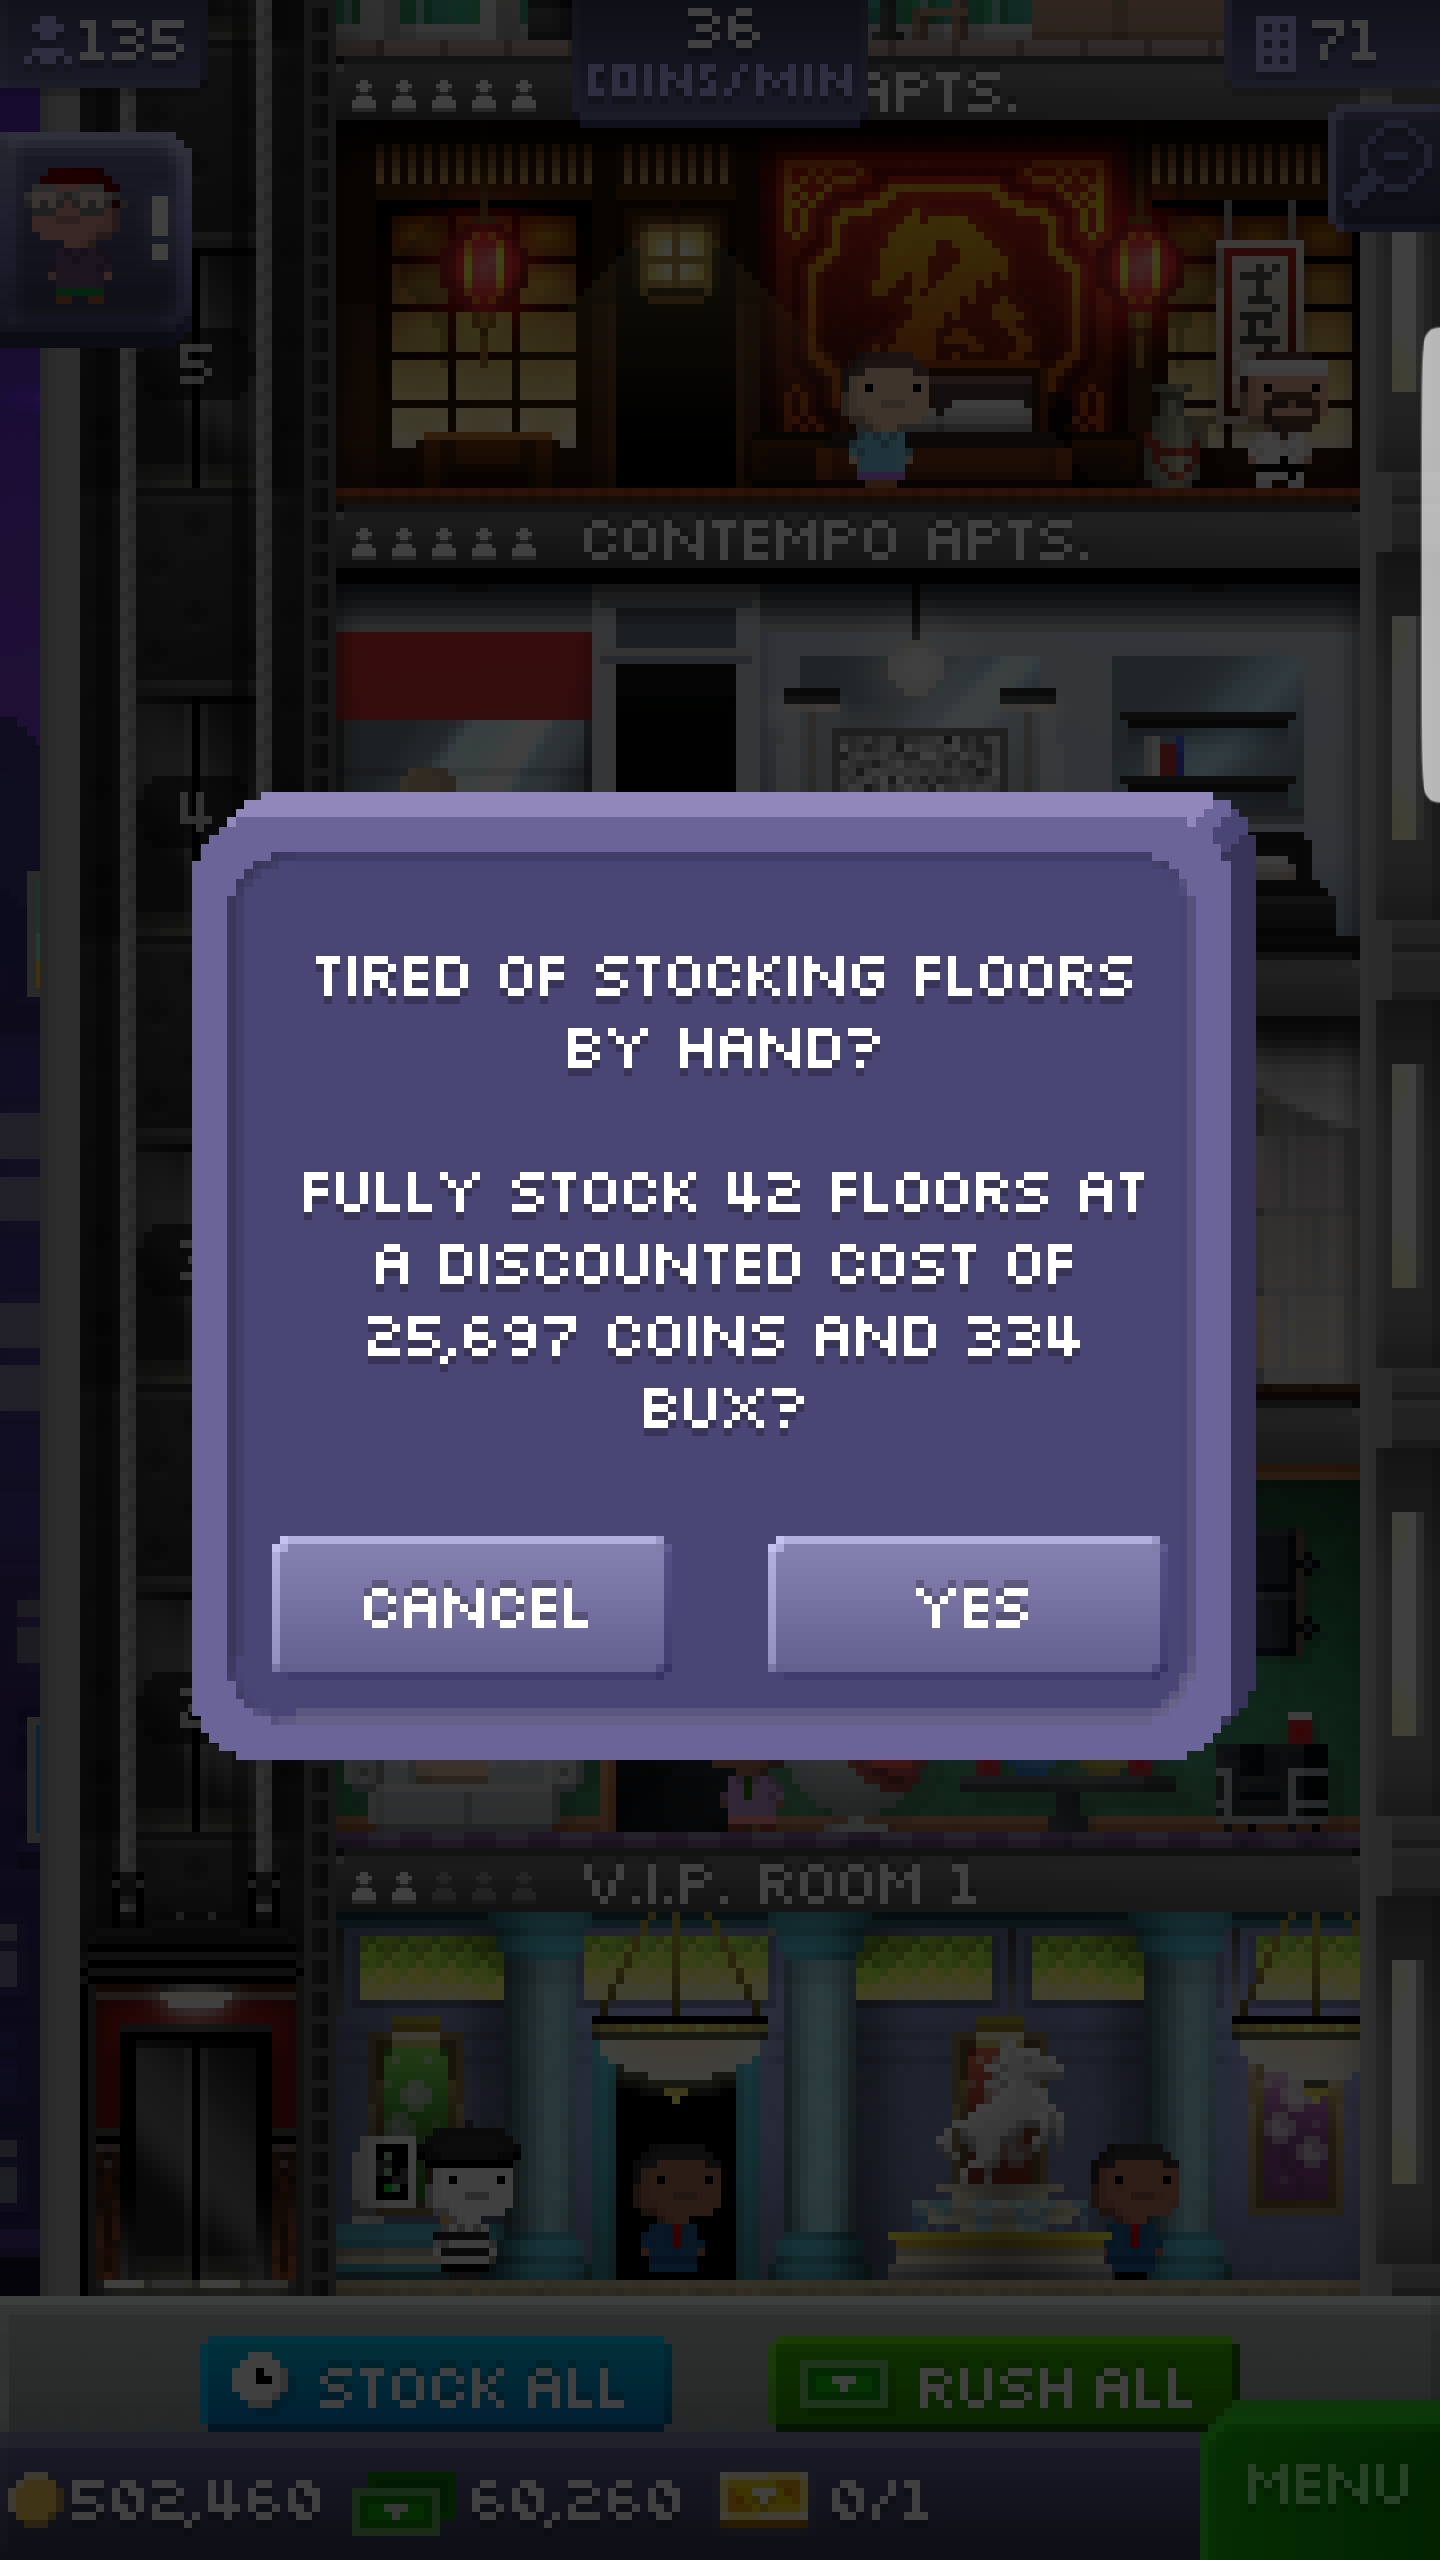 135
36
COINS/MIN
71
APTS.
!
5
CONTEMPO APTS.
4
TIRED OF STOCKING FLOORS
BY HAND?
FULLY STOCK 42 FLOORS AT
A DISCOUNTED COST OF
25,697 COINS AND 334
BUX?
CANCEL
YES
V.I.P. ROOM 1
STOCK ALL
RUSH ALL
502,460
60,260
0/1
MENU